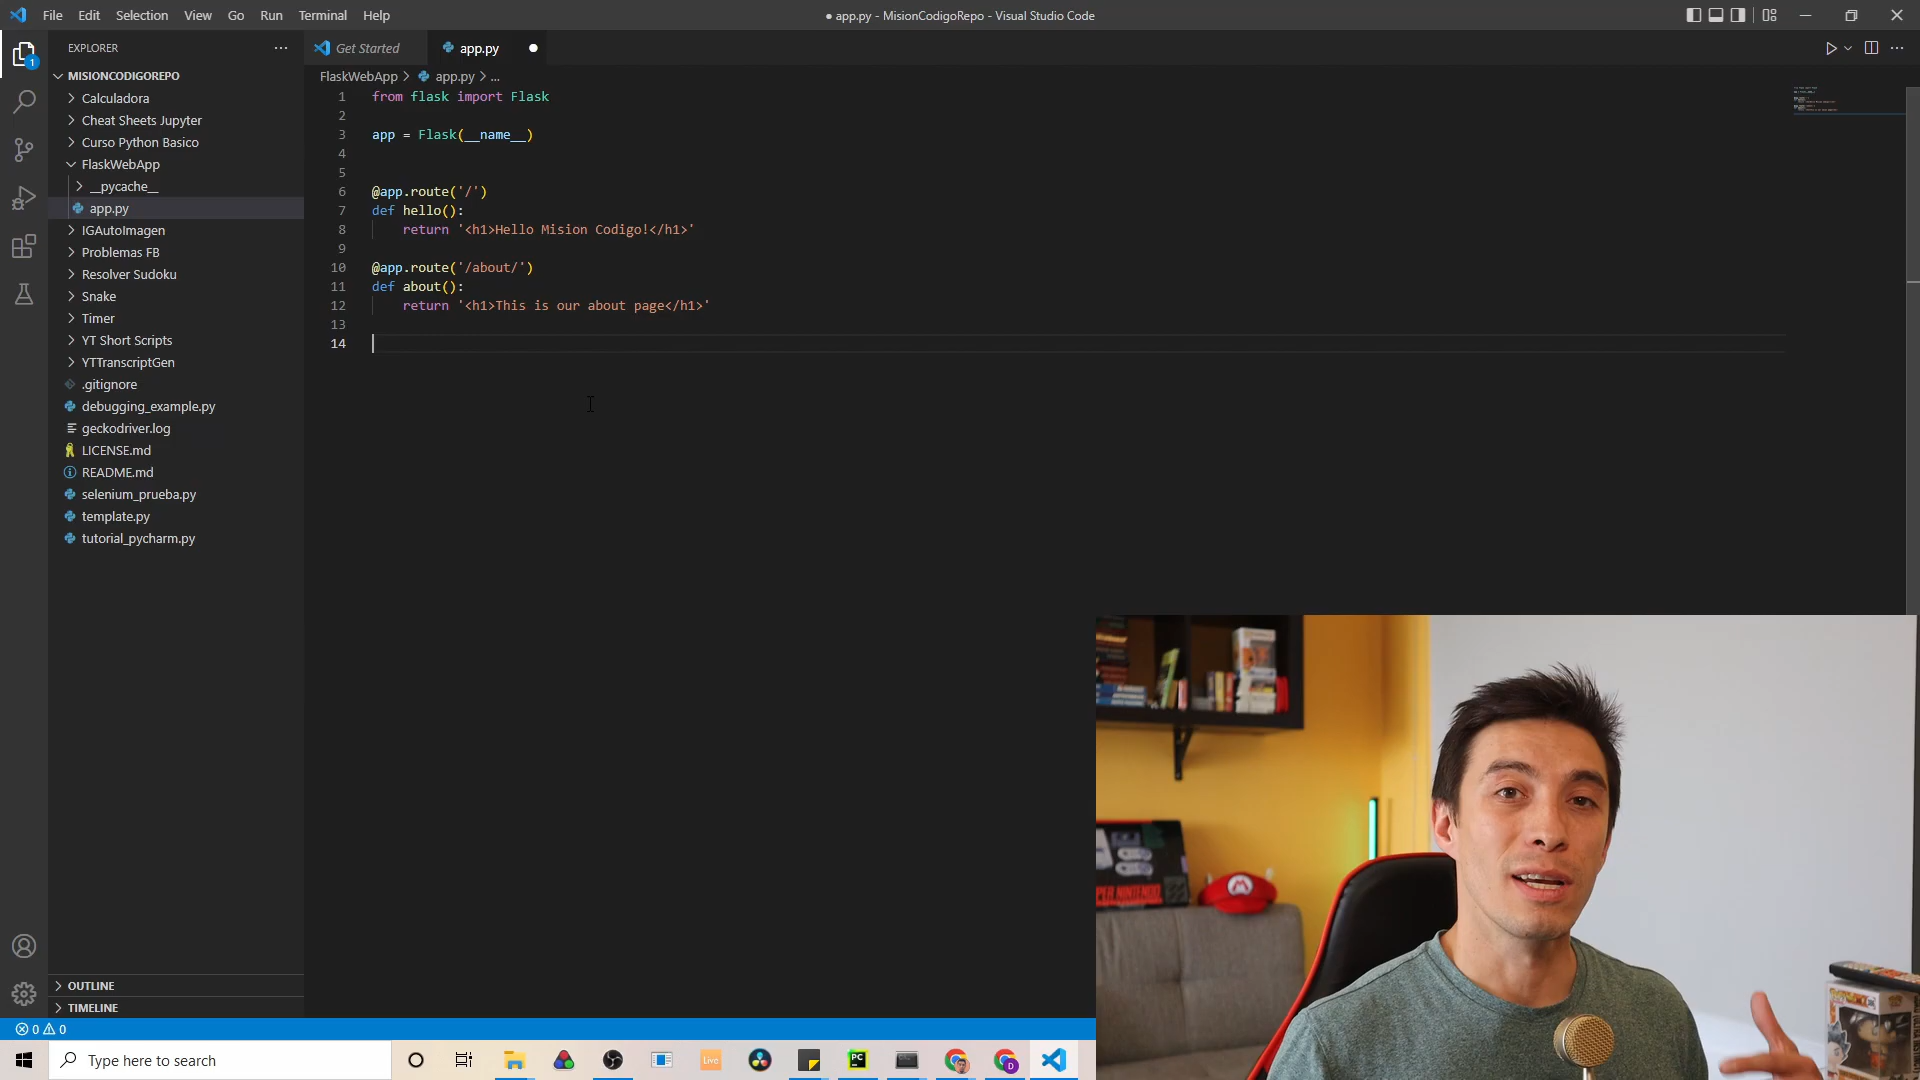 File Edit Selection View Go Run Terminal Help
● app.py - MisionCodigoRepo - Visual Studio Code
EXPLORER
1
MISIONCODIGOREPO
Calculadora
Cheat Sheets Jupyter
Curso Python Basico
FlaskWebApp
__pycache__
app.py
IGAutoImagen
Problemas FB
Resolver Sudoku
Snake
Timer
YT Short Scripts
YTTranscriptGen
.gitignore
debugging_example.py
geckodriver.log
LICENSE.md
README.md
selenium_prueba.py
template.py
tutorial_pycharm.py
OUTLINE
TIMELINE
Get Started
app.py
FlaskWebApp > app.py > ...
1 from flask import Flask
2
3 app = Flask(__name__)
4
5
6 @app.route('/')
7 def hello():
8 return '<h1>Hello Mision Codigo!</h1>'
9
10 @app.route('/about/')
11 def about():
12 return '<h1>This is our about page</h1>'
13
14
SUPER NINTENDO
M
0 0
Type here to search
Live
PC
D